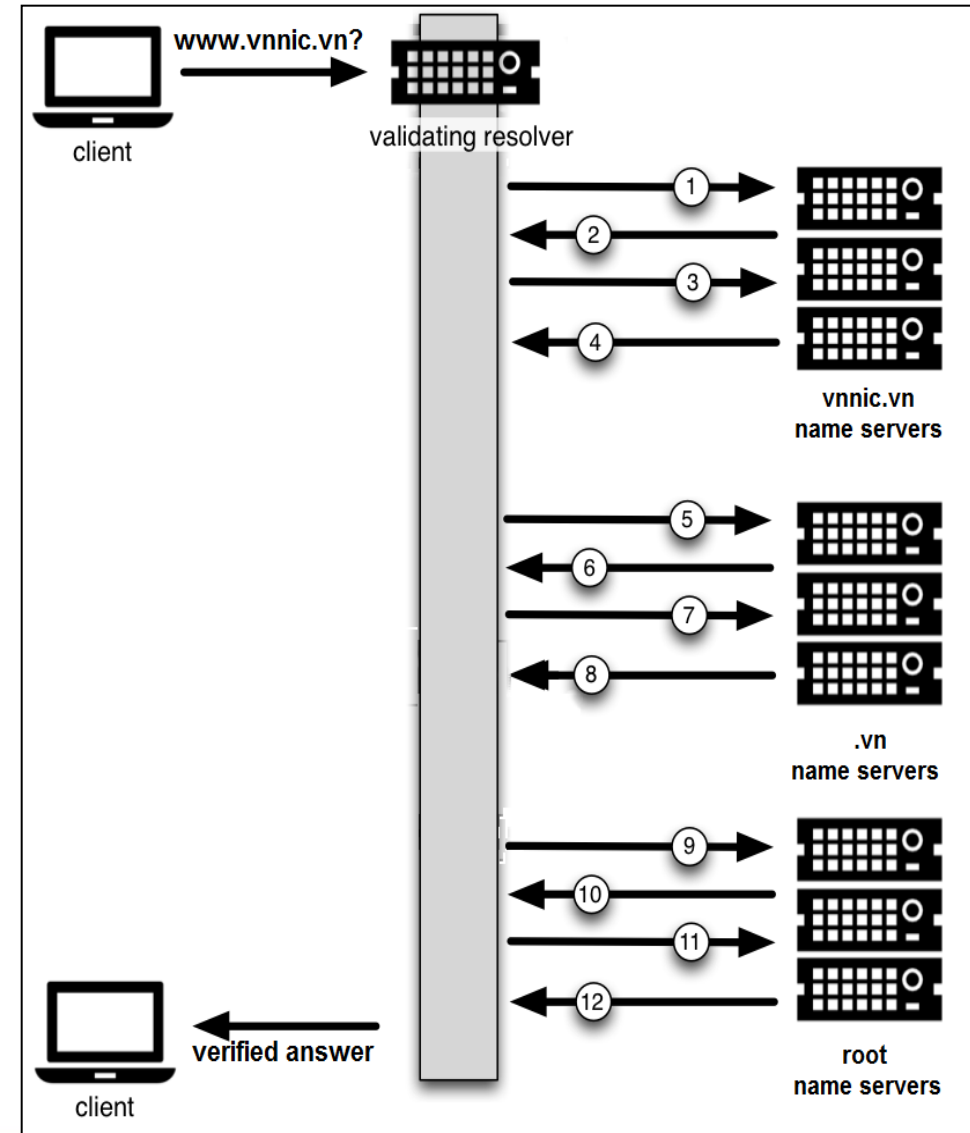 www.vnnic.vn?
client
validating resolver
1
2
3
4
vnnic.vn
name servers
5
6
7
8
.vn
name servers
9
10
11
12
root
name servers
verified answer
client